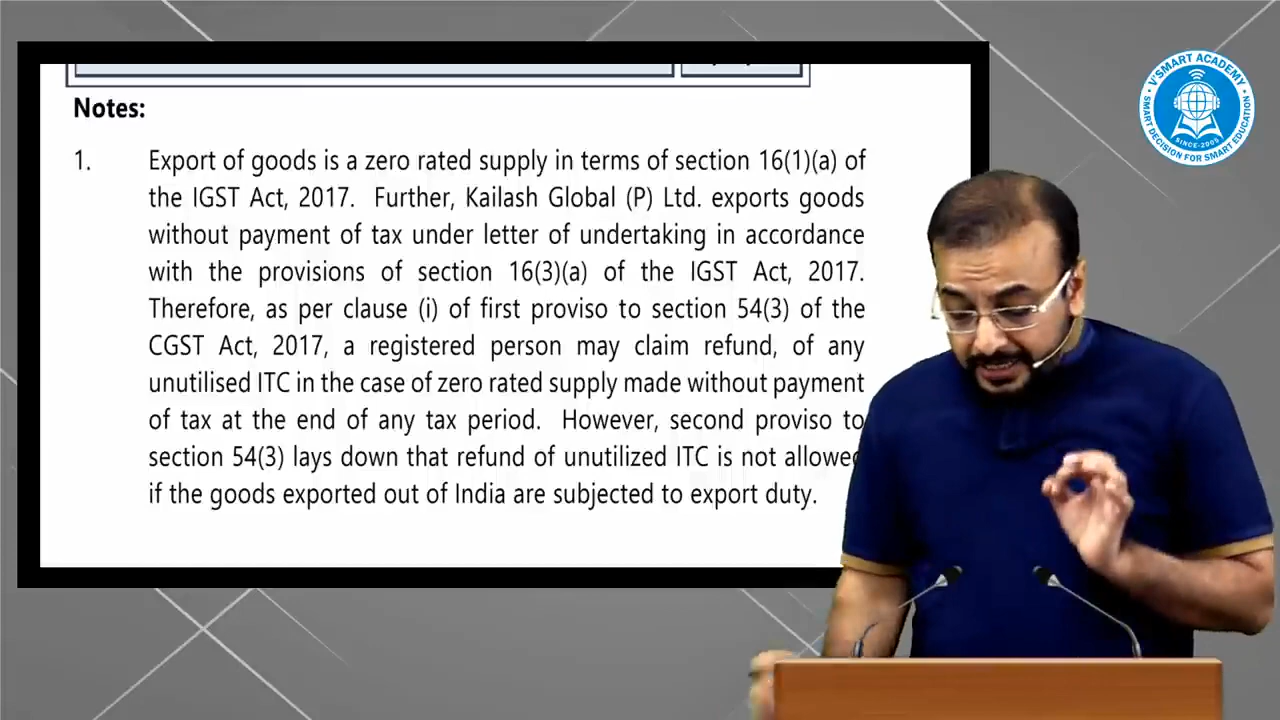 Notes:
1. Export of goods is a zero rated supply in terms of section 16(1)(a) of
the IGST Act, 2017. Further, Kailash Global (P) Ltd. exports goods
without payment of tax under letter of undertaking in accordance
with the provisions of section 16(3)(a) of the IGST Act, 2017.
Therefore, as per clause (i) of first proviso to section 54(3) of the
CGST Act, 2017, a registered person may claim refund, of any
unutilised ITC in the case of zero rated supply made without payment
of tax at the end of any tax period. However, second proviso to
section 54(3) lays down that refund of unutilized ITC is not allowed
if the goods exported out of India are subjected to export duty.
V'SMART ACADEMY
SMART DECISION FOR SMART EDUCATION
SINCE-2005